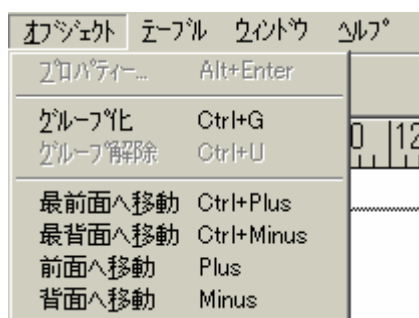 オブジェクト テーブル ウィンドウ ヘルプ
プロパティー... Alt+Enter
グループ化 Ctrl+G
グループ解除 Ctrl+U
最前面へ移動 Ctrl+Plus
最背面へ移動 Ctrl+Minus
前面へ移動 Plus
背面へ移動 Minus
0 12